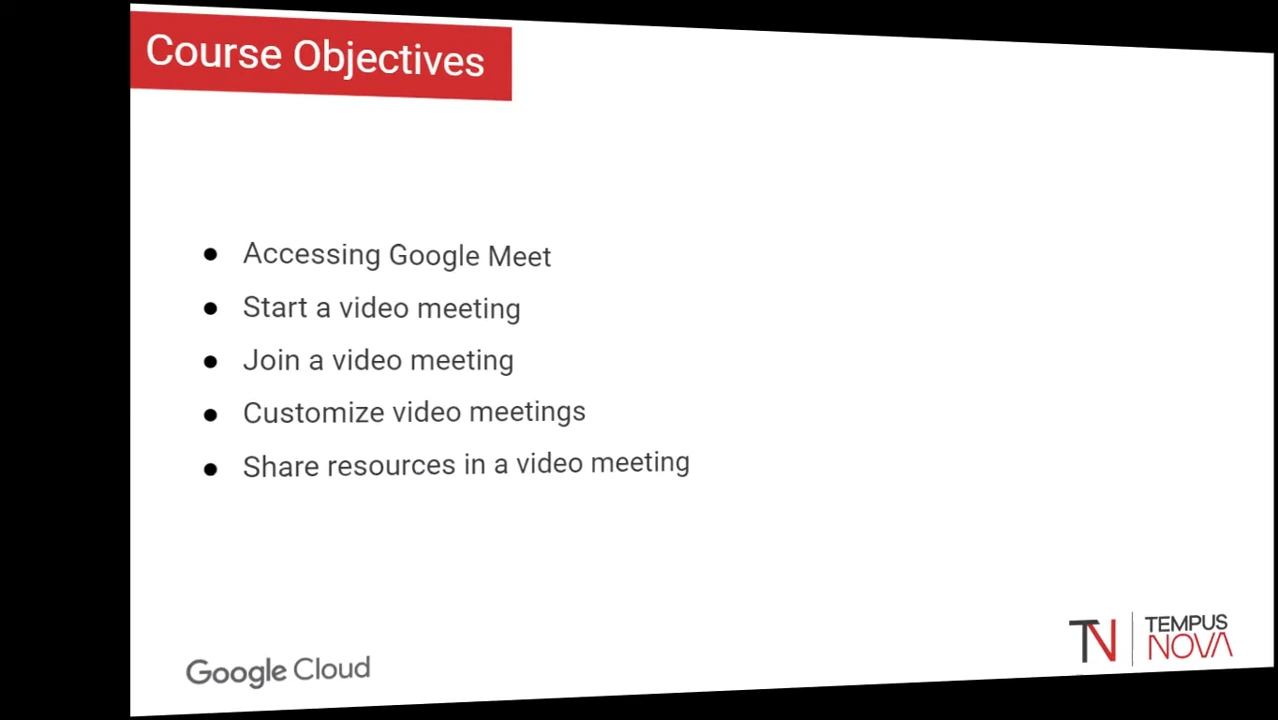 Course Objectives
● Accessing Google Meet
● Start a video meeting
● Join a video meeting
● Customize video meetings
● Share resources in a video meeting
Google Cloud
TN
TEMPUS
NOVA